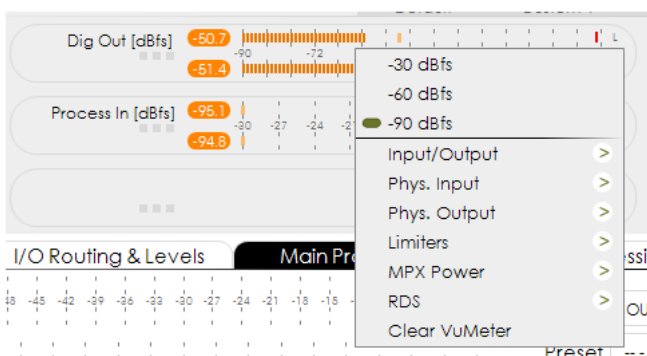 Dig Out [dBfs] -50.7
-90 -72
-51.4
L
-30 dBfs
-60 dBfs
-90 dBfs
Process In [dBfs] -95.1
-30 -27 -24
-94.8
Input/Output >
Phys. Input >
Phys. Output >
Limiters >
MPX Power >
RDS >
Clear VuMeter
I/O Routing & Levels
Main Pro
ssi
-45 -42 -39 -36 -33 -30 -27 -24 -21 -18 -15
OU
Preset --